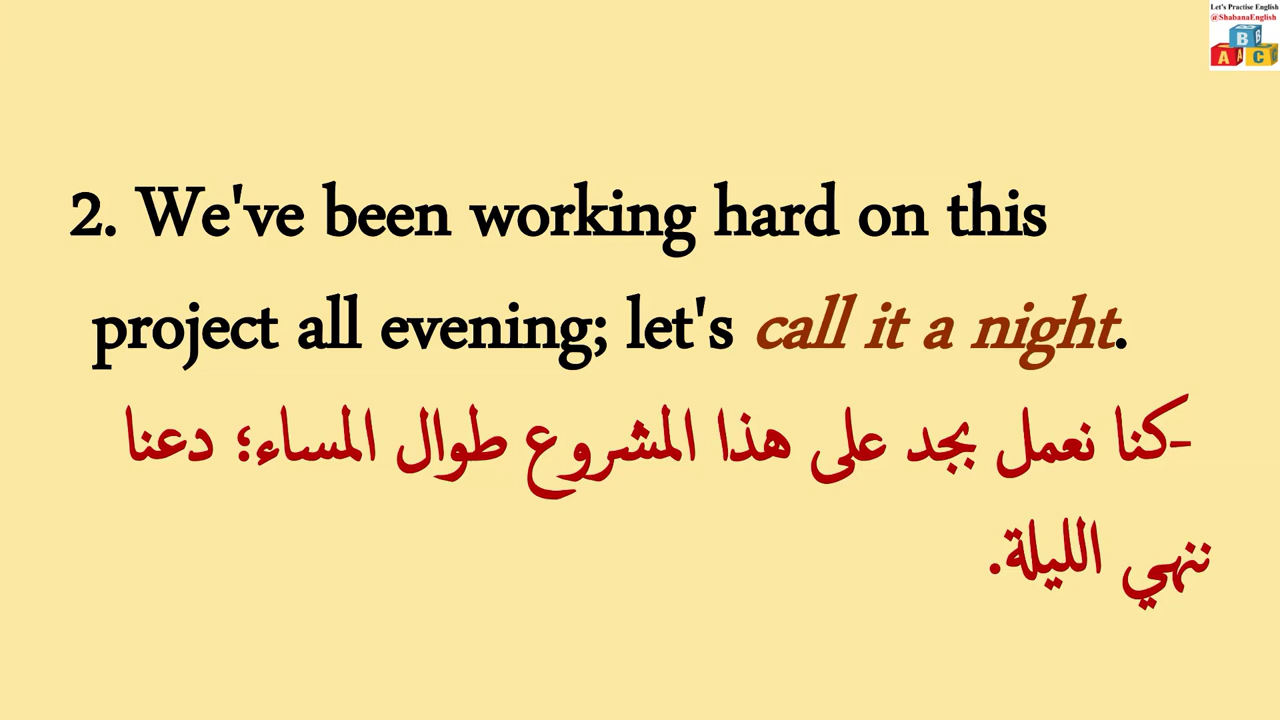 Let's Practise English
@ShabanaEnglish
B
B
A
A
C
2. We've been working hard on this
project all evening; let's call it a night.
-كنا نعمل بجد على هذا المشروع طوال المساء؛ دعنا
ننهي الليلة.